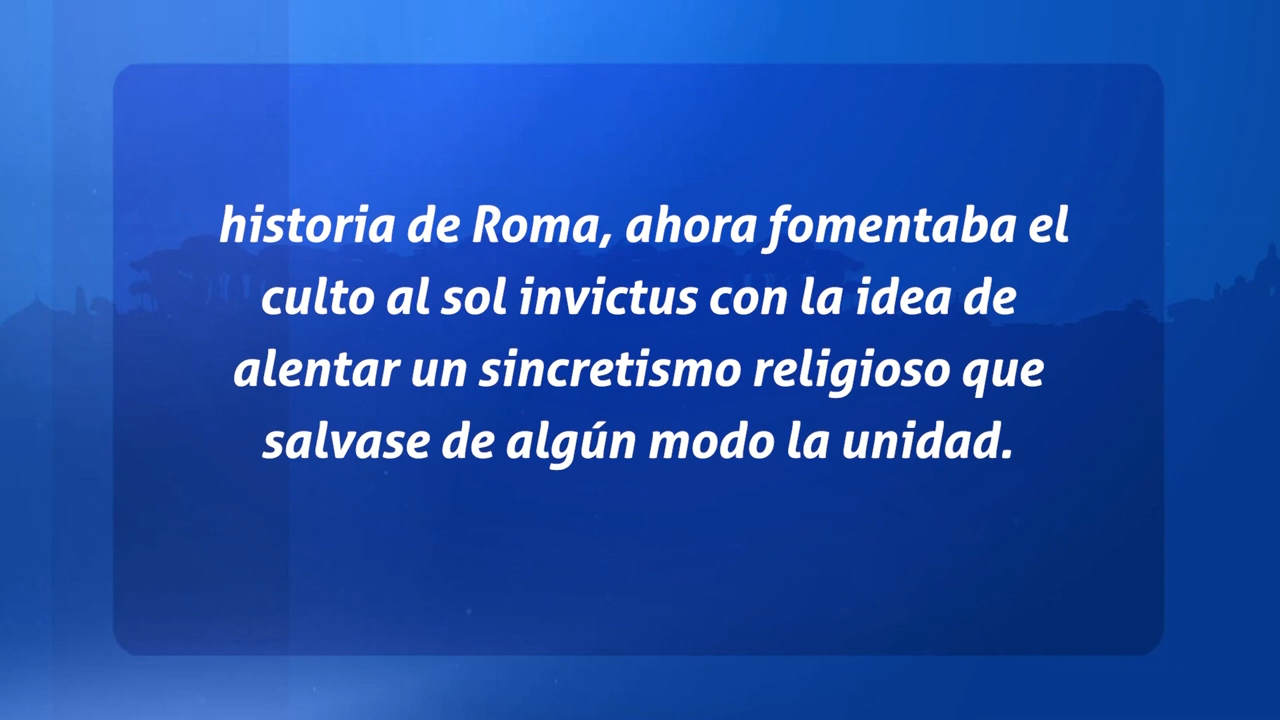 historia de Roma, ahora fomentaba el
culto al sol invictus con la idea de
alentar un sincretismo religioso que
salvase de algún modo la unidad.